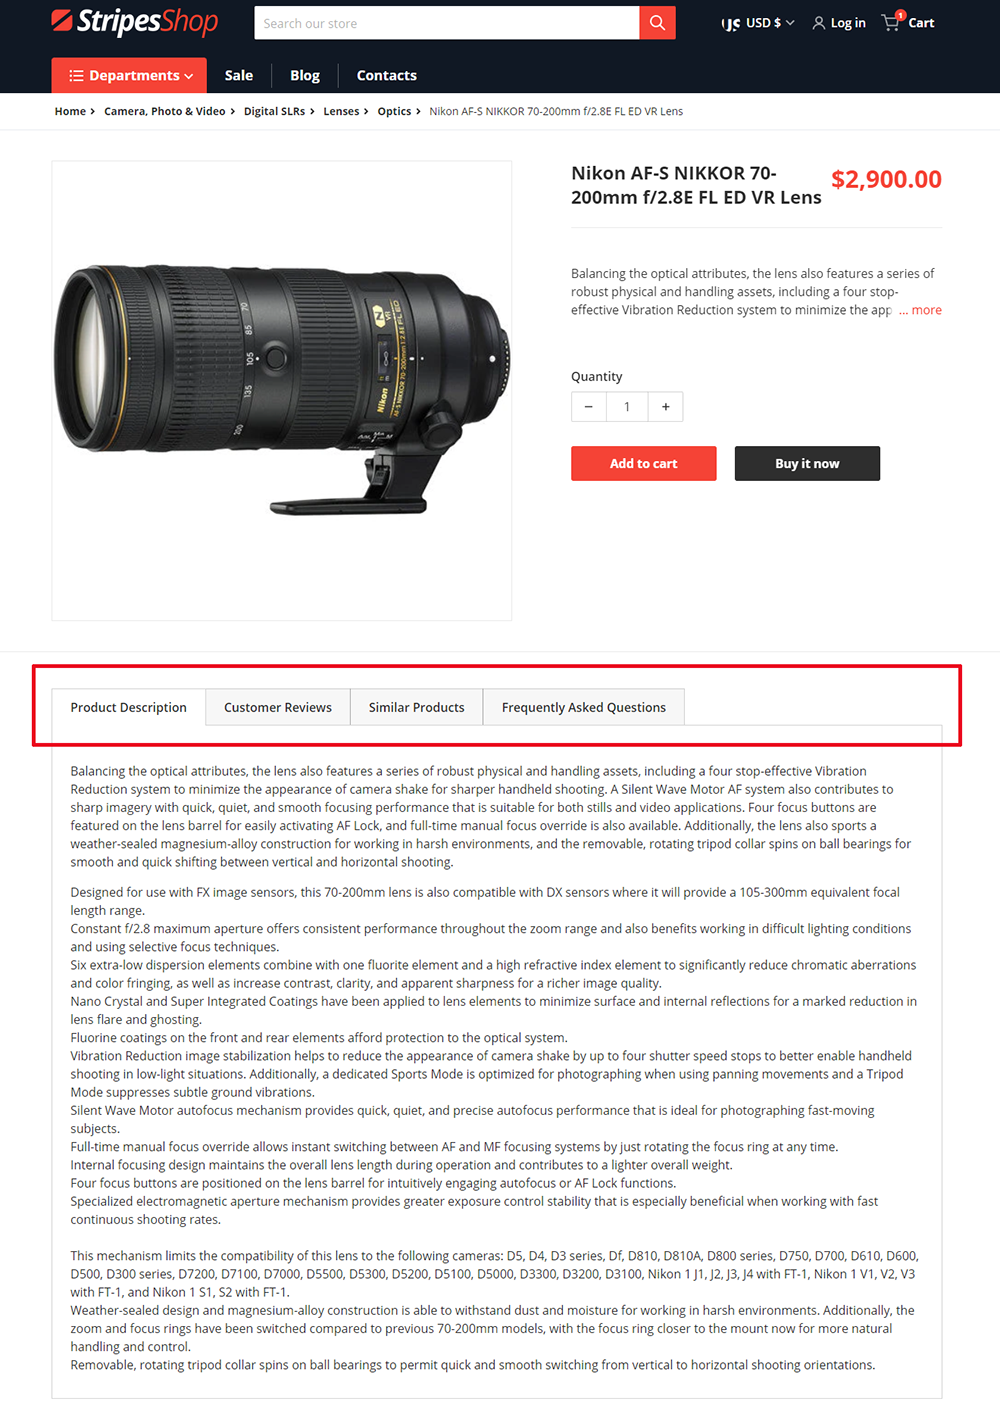 StripesShop
Search our store
USD $
Log in
1
Cart
Departments
Sale
Blog
Contacts
Home > Camera, Photo & Video > Digital SLRs > Lenses > Optics > Nikon AF-S NIKKOR 70-200mm f/2.8E FL ED VR Lens
Nikon AF-S NIKKOR 70-
200mm f/2.8E FL ED VR Lens
$2,900.00
Balancing the optical attributes, the lens also features a series of
robust physical and handling assets, including a four stop-
effective Vibration Reduction system to minimize the app ... more
70
85
105
135
200
N
VR
Nikon
AF-S NIKKOR 70-200mm 1:2.8E FL ED
Quantity
− 1 +
Add to cart
Buy it now
Product Description
Customer Reviews
Similar Products
Frequently Asked Questions
Balancing the optical attributes, the lens also features a series of robust physical and handling assets, including a four stop-effective Vibration
Reduction system to minimize the appearance of camera shake for sharper handheld shooting. A Silent Wave Motor AF system also contributes to
sharp imagery with quick, quiet, and smooth focusing performance that is suitable for both stills and video applications. Four focus buttons are
featured on the lens barrel for easily activating AF Lock, and full-time manual focus override is also available. Additionally, the lens also sports a
weather-sealed magnesium-alloy construction for working in harsh environments, and the removable, rotating tripod collar spins on ball bearings for
smooth and quick shifting between vertical and horizontal shooting.
Designed for use with FX image sensors, this 70-200mm lens is also compatible with DX sensors where it will provide a 105-300mm equivalent focal
length range.
Constant f/2.8 maximum aperture offers consistent performance throughout the zoom range and also benefits working in difficult lighting conditions
and using selective focus techniques.
Six extra-low dispersion elements combine with one fluorite element and a high refractive index element to significantly reduce chromatic aberrations
and color fringing, as well as increase contrast, clarity, and apparent sharpness for a richer image quality.
Nano Crystal and Super Integrated Coatings have been applied to lens elements to minimize surface and internal reflections for a marked reduction in
lens flare and ghosting.
Fluorine coatings on the front and rear elements afford protection to the optical system.
Vibration Reduction image stabilization helps to reduce the appearance of camera shake by up to four shutter speed stops to better enable handheld
shooting in low-light situations. Additionally, a dedicated Sports Mode is optimized for photographing when using panning movements and a Tripod
Mode suppresses subtle ground vibrations.
Silent Wave Motor autofocus mechanism provides quick, quiet, and precise autofocus performance that is ideal for photographing fast-moving
subjects.
Full-time manual focus override allows instant switching between AF and MF focusing systems by just rotating the focus ring at any time.
Internal focusing design maintains the overall lens length during operation and contributes to a lighter overall weight.
Four focus buttons are positioned on the lens barrel for intuitively engaging autofocus or AF Lock functions.
Specialized electromagnetic aperture mechanism provides greater exposure control stability that is especially beneficial when working with fast
continuous shooting rates.
This mechanism limits the compatibility of this lens to the following cameras: D5, D4, D3 series, Df, D810, D810A, D800 series, D750, D700, D610, D600,
D500, D300 series, D7200, D7100, D7000, D5500, D5300, D5200, D5100, D5000, D3300, D3200, D3100, Nikon 1 J1, J2, J3, J4 with FT-1, Nikon 1 V1, V2, V3
with FT-1, and Nikon 1 S1, S2 with FT-1.
Weather-sealed design and magnesium-alloy construction is able to withstand dust and moisture for working in harsh environments. Additionally, the
zoom and focus rings have been switched compared to previous 70-200mm models, with the focus ring closer to the mount now for more natural
handling and control.
Removable, rotating tripod collar spins on ball bearings to permit quick and smooth switching from vertical to horizontal shooting orientations.